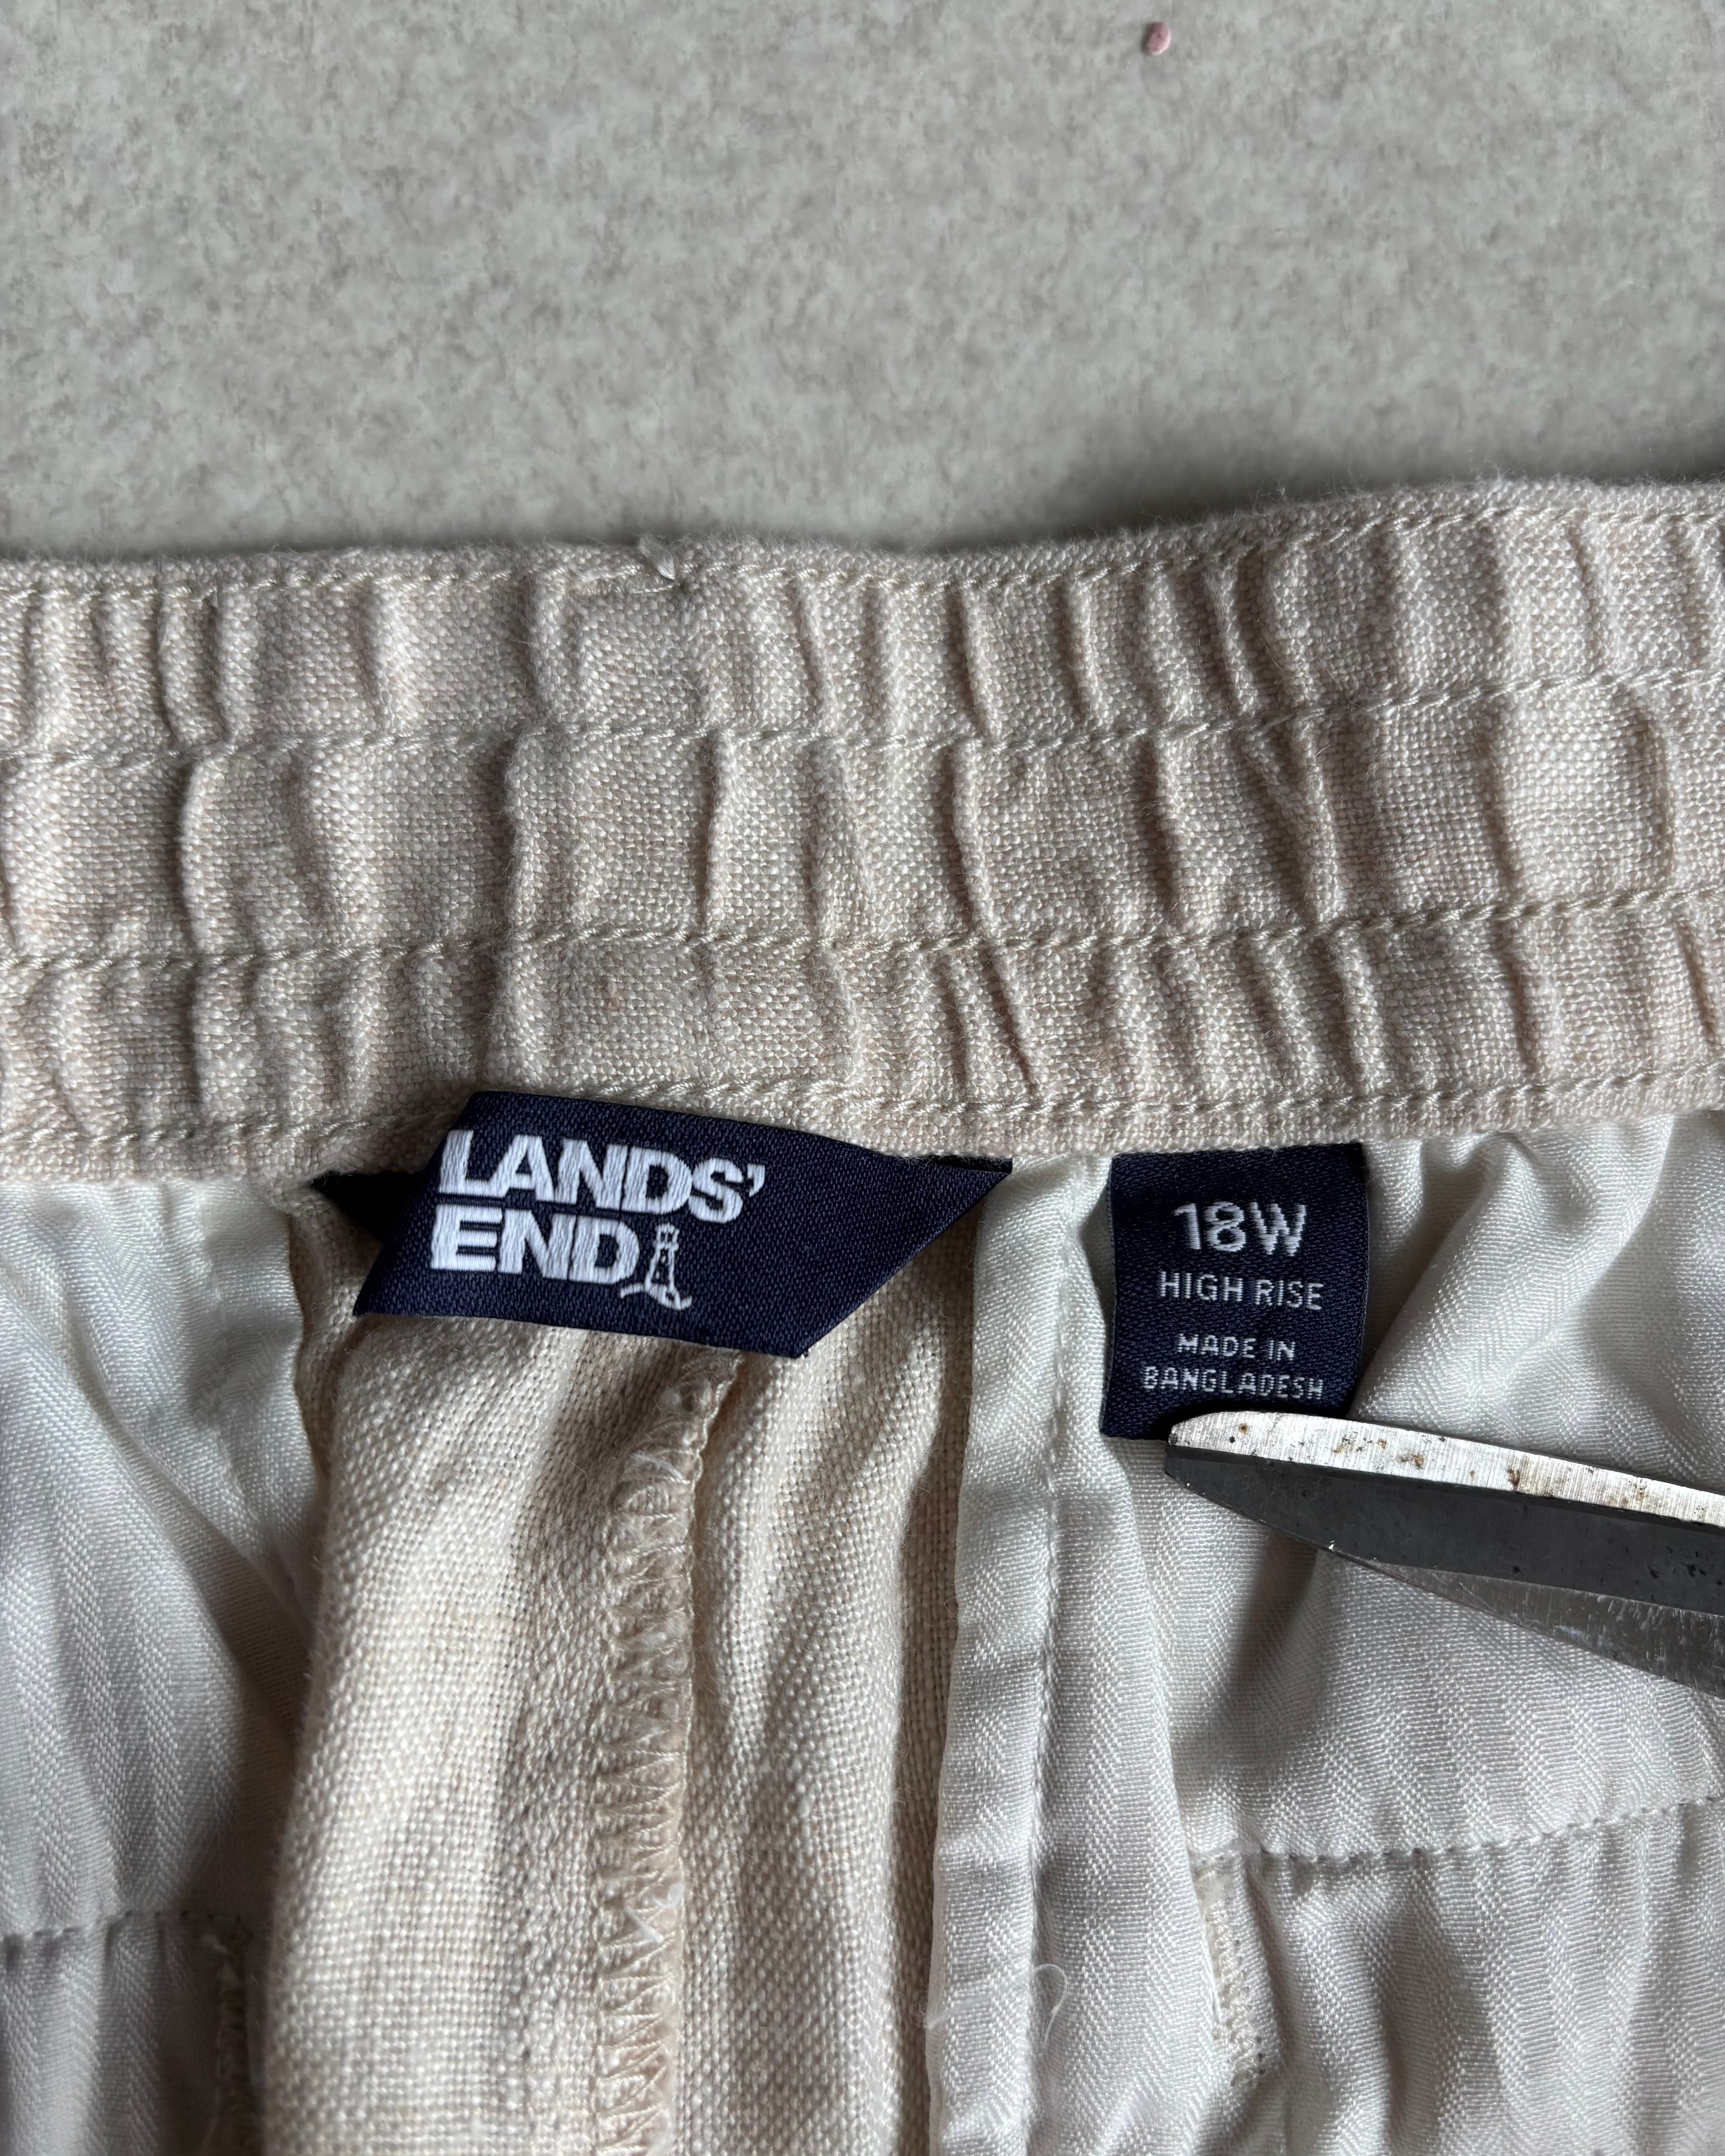 LANDS'
END
18W
HIGH RISE
MADE IN
BANGLADESH